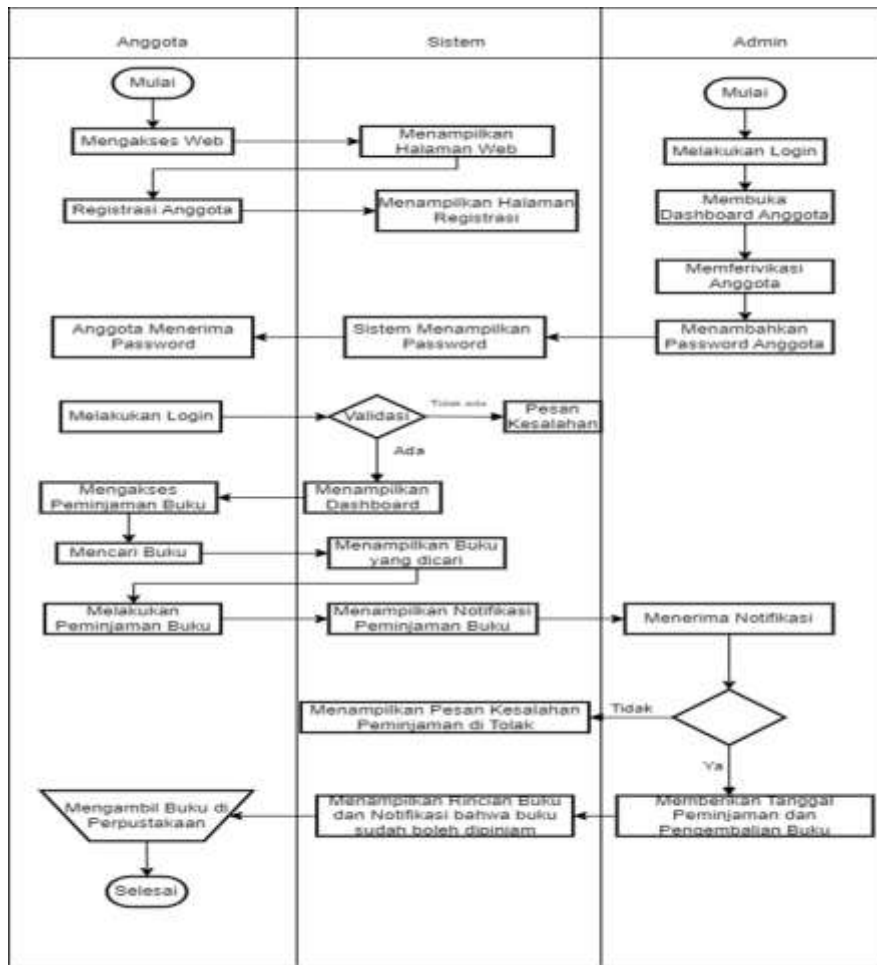 Anggota
Sistem
Admin
Mulai
Mulai
Mengakses Web
Menampilkan
Halaman Web
Melakukan Login
Registrasi Anggota
Menampilkan Halaman
Registrasi
Membuka
Dashboard Anggota
Memferivikasi
Anggota
Anggota Menerima
Password
Sistem Menampilkan
Password
Menambahkan
Password Anggota
Melakukan Login
Validasi
Tidak ada
Pesan
Kesalahan
Ada
Mengakses
Peminjaman Buku
Menampilkan
Dashboard
Mencari Buku
Menampilkan Buku
yang dicari
Melakukan
Peminjaman Buku
Menampilkan Notifikasi
Peminjaman Buku
Menerima Notifikasi
Menampilkan Pesan Kesalahan
Peminjaman di Tolak
Tidak
Ya
Mengambil Buku di
Perpustakaan
Menampilkan Rincian Buku
dan Notifikasi bahwa buku
sudah boleh dipinjam
Memberikan Tanggal
Peminjaman dan
Pengembalian Buku
Selesai